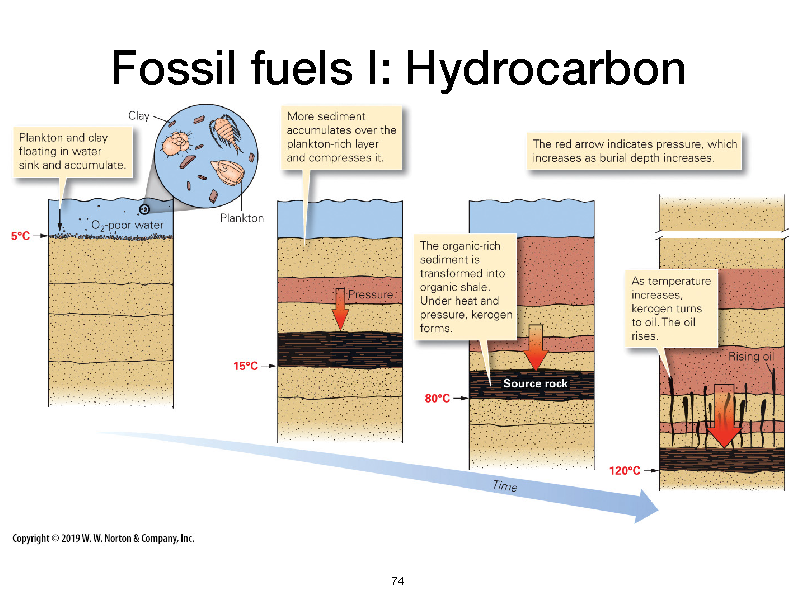 Fossil fuels I: Hydrocarbon
Clay
Plankton and clay
floating in water
sink and accumulate.
O2-poor water
Plankton
5°C
More sediment
accumulates over the
plankton-rich layer
and compresses it.
Pressure
15°C
The red arrow indicates pressure, which
increases as burial depth increases.
The organic-rich
sediment is
transformed into
organic shale.
Under heat and
pressure, kerogen
forms.
Source rock
80°C
As temperature
increases,
kerogen turns
to oil. The oil
rises.
Rising oil
120°C
Time
Copyright © 2019 W. W. Norton & Company, Inc.
74